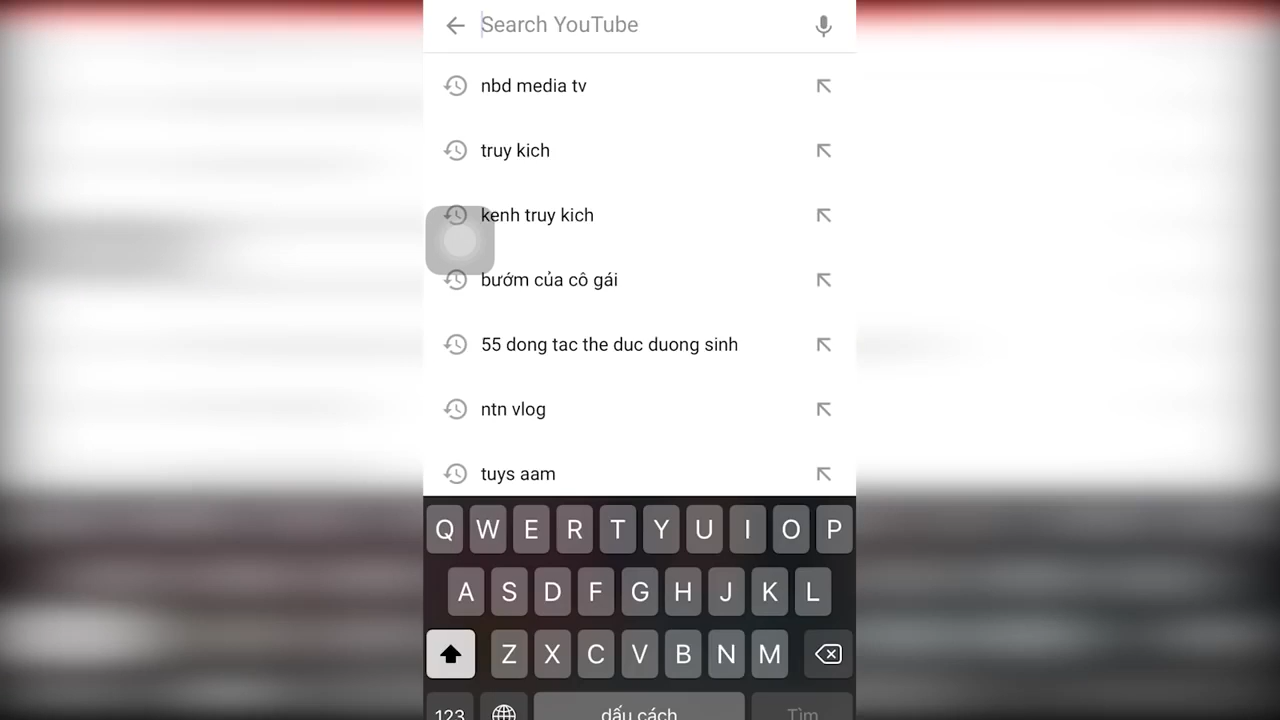 Search YouTube
nbd media tv
truy kich
kenh truy kich
bướm của cô gái
55 dong tac the duc duong sinh
ntn vlog
tuys aam
Q W E R T Y U I O P
A S D F G H J K L
Z X C V B N M
123 dấu cách Tìm